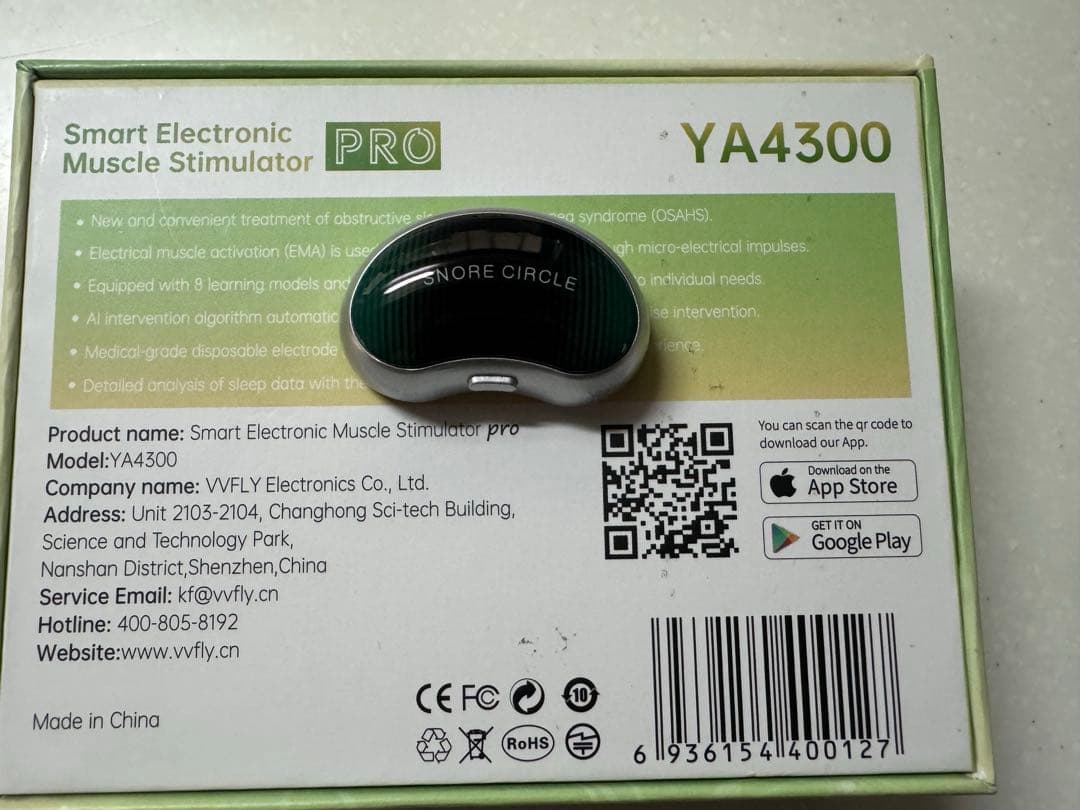 Smart Electronic
Muscle Stimulator PRO
YA4300
• New and convenient treatment of obstructive syndrome (OSAHS).
• Electrical muscle activation (EMA) is micro-electrical impulses.
• Equipped with 8 learning models and individual needs.
• AI intervention algorithm intervention.
• Medical-grade disposable electrode
• Detailed analysis of sleep data with
SNORE CIRCLE
Product name: Smart Electronic Muscle Stimulator pro
Model:YA4300
Company name: VVFLY Electronics Co., Ltd.
Address: Unit 2103-2104, Changhong Sci-tech Building,
Science and Technology Park,
Nanshan District,Shenzhen,China
Service Email: kf@vvfly.cn
Hotline: 400-805-8192
Website:www.vvfly.cn
Made in China
You can scan the qr code to
download our App.
Download on the
App Store
GET IT ON
Google Play
CE FC 10
RoHS
6 936154 400127